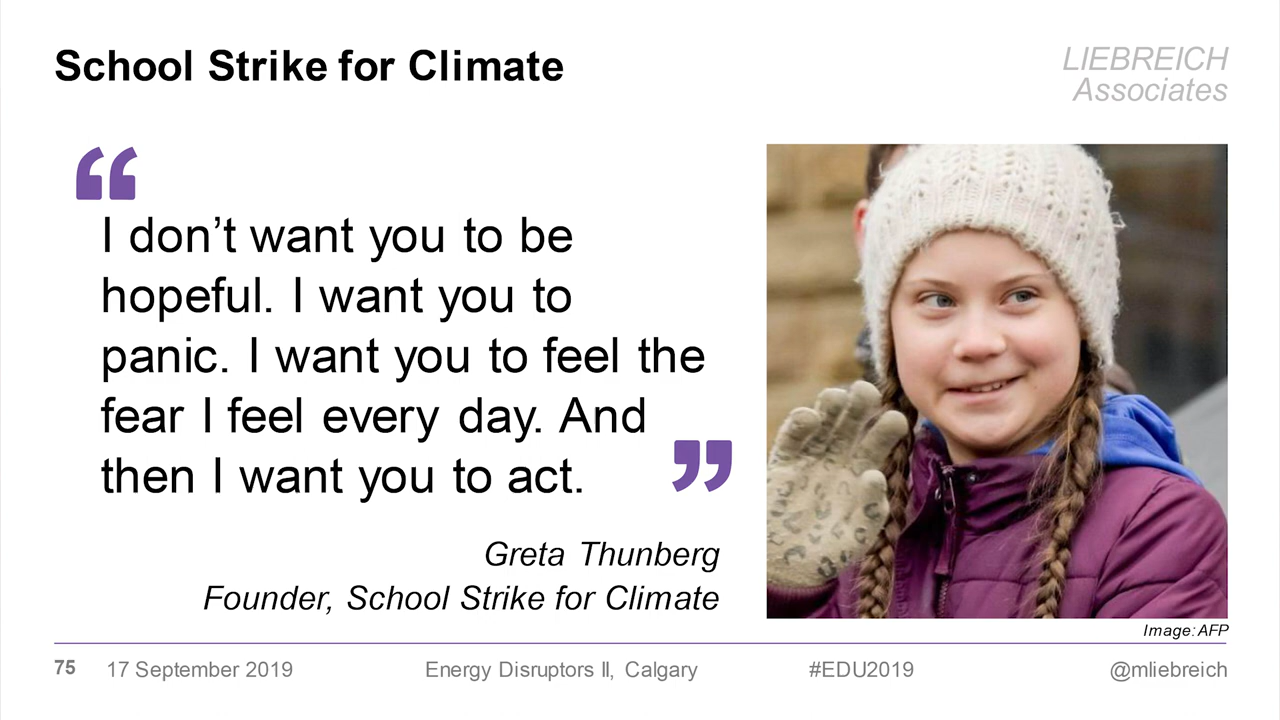 School Strike for Climate
LIEBREICH
Associates
“
I don’t want you to be
hopeful. I want you to
panic. I want you to feel the
fear I feel every day. And
then I want you to act.
”
Greta Thunberg
Founder, School Strike for Climate
Image: AFP
75 17 September 2019 Energy Disruptors II, Calgary #EDU2019 @mliebreich